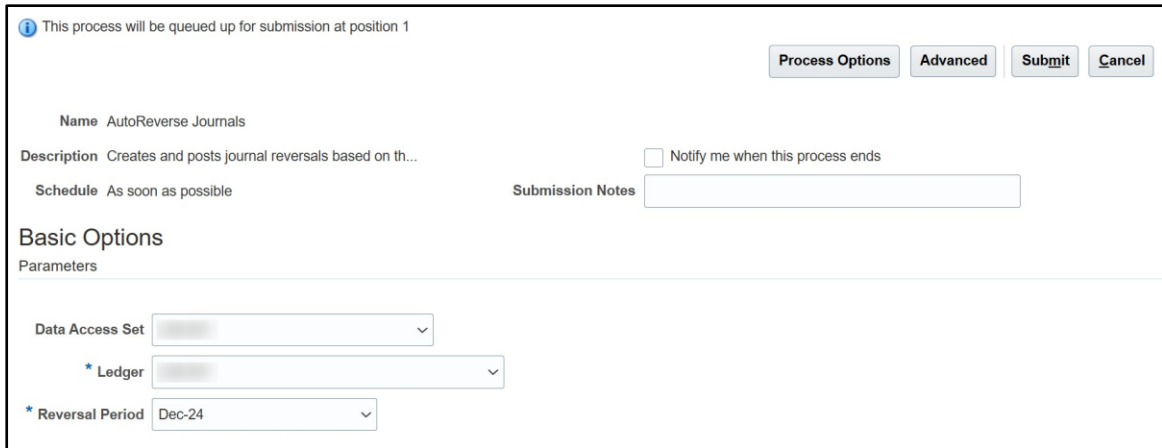 This process will be queued up for submission at position 1
Process Options Advanced Submit Cancel
Name AutoReverse Journals
Description Creates and posts journal reversals based on th...
Notify me when this process ends
Schedule As soon as possible
Submission Notes
Basic Options
Parameters
Data Access Set
* Ledger
* Reversal Period Dec-24